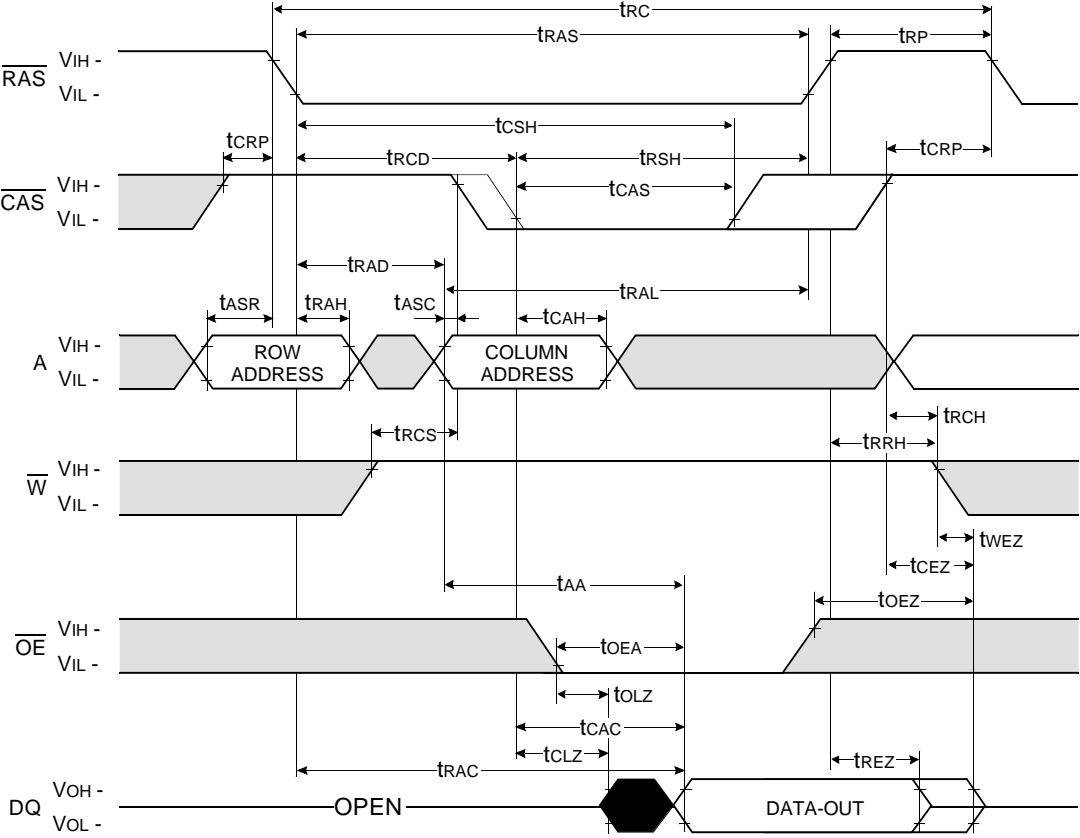 tRC
tRAS
tRP
RAS
VIH -
VIL -
tCSH
tCRP
tRCD
tRSH
tCRP
CAS
VIH -
VIL -
tCAS
tRAD
tRAL
tASR
tRAH
tASC
tCAH
A
VIH -
VIL -
ROW
ADDRESS
COLUMN
ADDRESS
tRCH
tRCS
tRRH
W
VIH -
VIL -
tWEZ
tCEZ
tAA
tOEZ
OE
VIH -
VIL -
tOEA
tOLZ
tCAC
tCLZ
tRAC
tREZ
DQ
VOH -
VOL -
OPEN
DATA-OUT